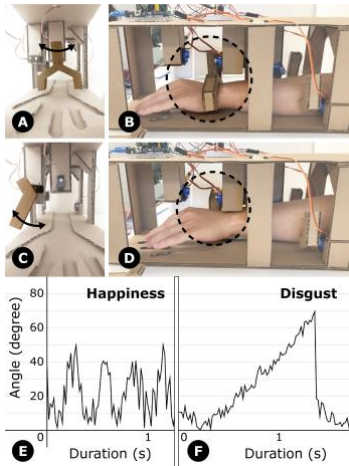 A
B
C
D
Happiness
Disgust
Angle (degree)
80
60
40
20
0
1
0
1
E
Duration (s)
F
Duration (s)